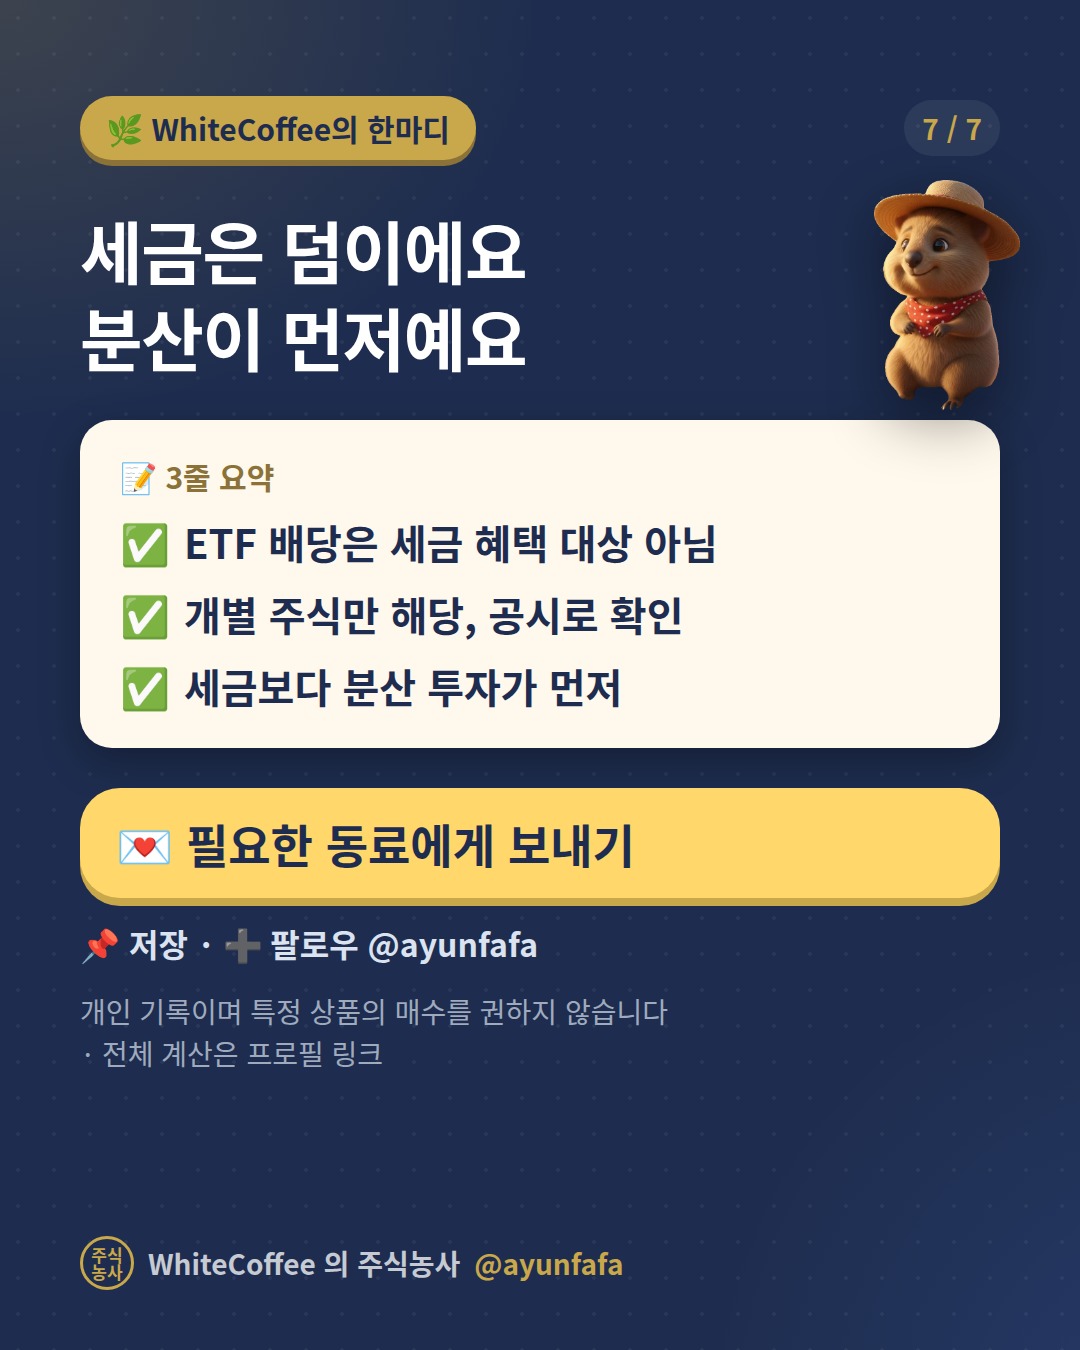 🌿 WhiteCoffee의 한마디
7 / 7
세금은 덤이에요
분산이 먼저예요
📝 3줄 요약
✅ ETF 배당은 세금 혜택 대상 아님
✅ 개별 주식만 해당, 공시로 확인
✅ 세금보다 분산 투자가 먼저
💌 필요한 동료에게 보내기
📌 저장 · ➕ 팔로우 @ayunfafa
개인 기록이며 특정 상품의 매수를 권하지 않습니다
· 전체 계산은 프로필 링크
주식
농사
WhiteCoffee 의 주식농사 @ayunfafa